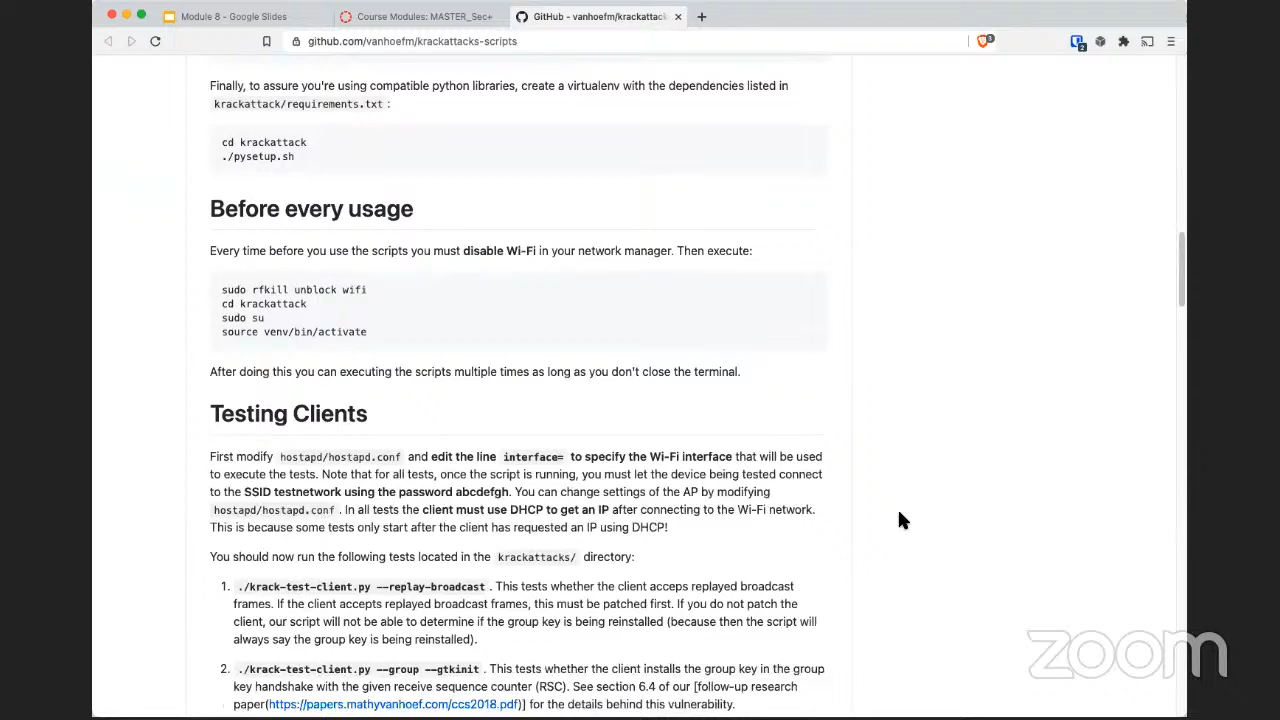 Module 8 - Google Slides
Course Modules: MASTER_Sec+
GitHub - vanhoefm/krackattack
github.com/vanhoefm/krackattacks-scripts
3
2
Finally, to assure you're using compatible python libraries, create a virtualenv with the dependencies listed in
krackattack/requirements.txt :
cd krackattack
./pysetup.sh
Before every usage
Every time before you use the scripts you must disable Wi-Fi in your network manager. Then execute:
sudo rfkill unblock wifi
cd krackattack
sudo su
source venv/bin/activate
After doing this you can executing the scripts multiple times as long as you don't close the terminal.
Testing Clients
First modify hostapd/hostapd.conf and edit the line interface= to specify the Wi-Fi interface that will be used
to execute the tests. Note that for all tests, once the script is running, you must let the device being tested connect
to the SSID testnetwork using the password abcdefgh. You can change settings of the AP by modifying
hostapd/hostapd.conf . In all tests the client must use DHCP to get an IP after connecting to the Wi-Fi network.
This is because some tests only start after the client has requested an IP using DHCP!
You should now run the following tests located in the krackattacks/ directory:
1. ./krack-test-client.py --replay-broadcast . This tests whether the client acceps replayed broadcast
frames. If the client accepts replayed broadcast frames, this must be patched first. If you do not patch the
client, our script will not be able to determine if the group key is being reinstalled (because then the script will
always say the group key is being reinstalled).
2. ./krack-test-client.py --group --gtkinit . This tests whether the client installs the group key in the group
key handshake with the given receive sequence counter (RSC). See section 6.4 of our [follow-up research
paper(https://papers.mathyvanhoef.com/ccs2018.pdf)] for the details behind this vulnerability.
zoom